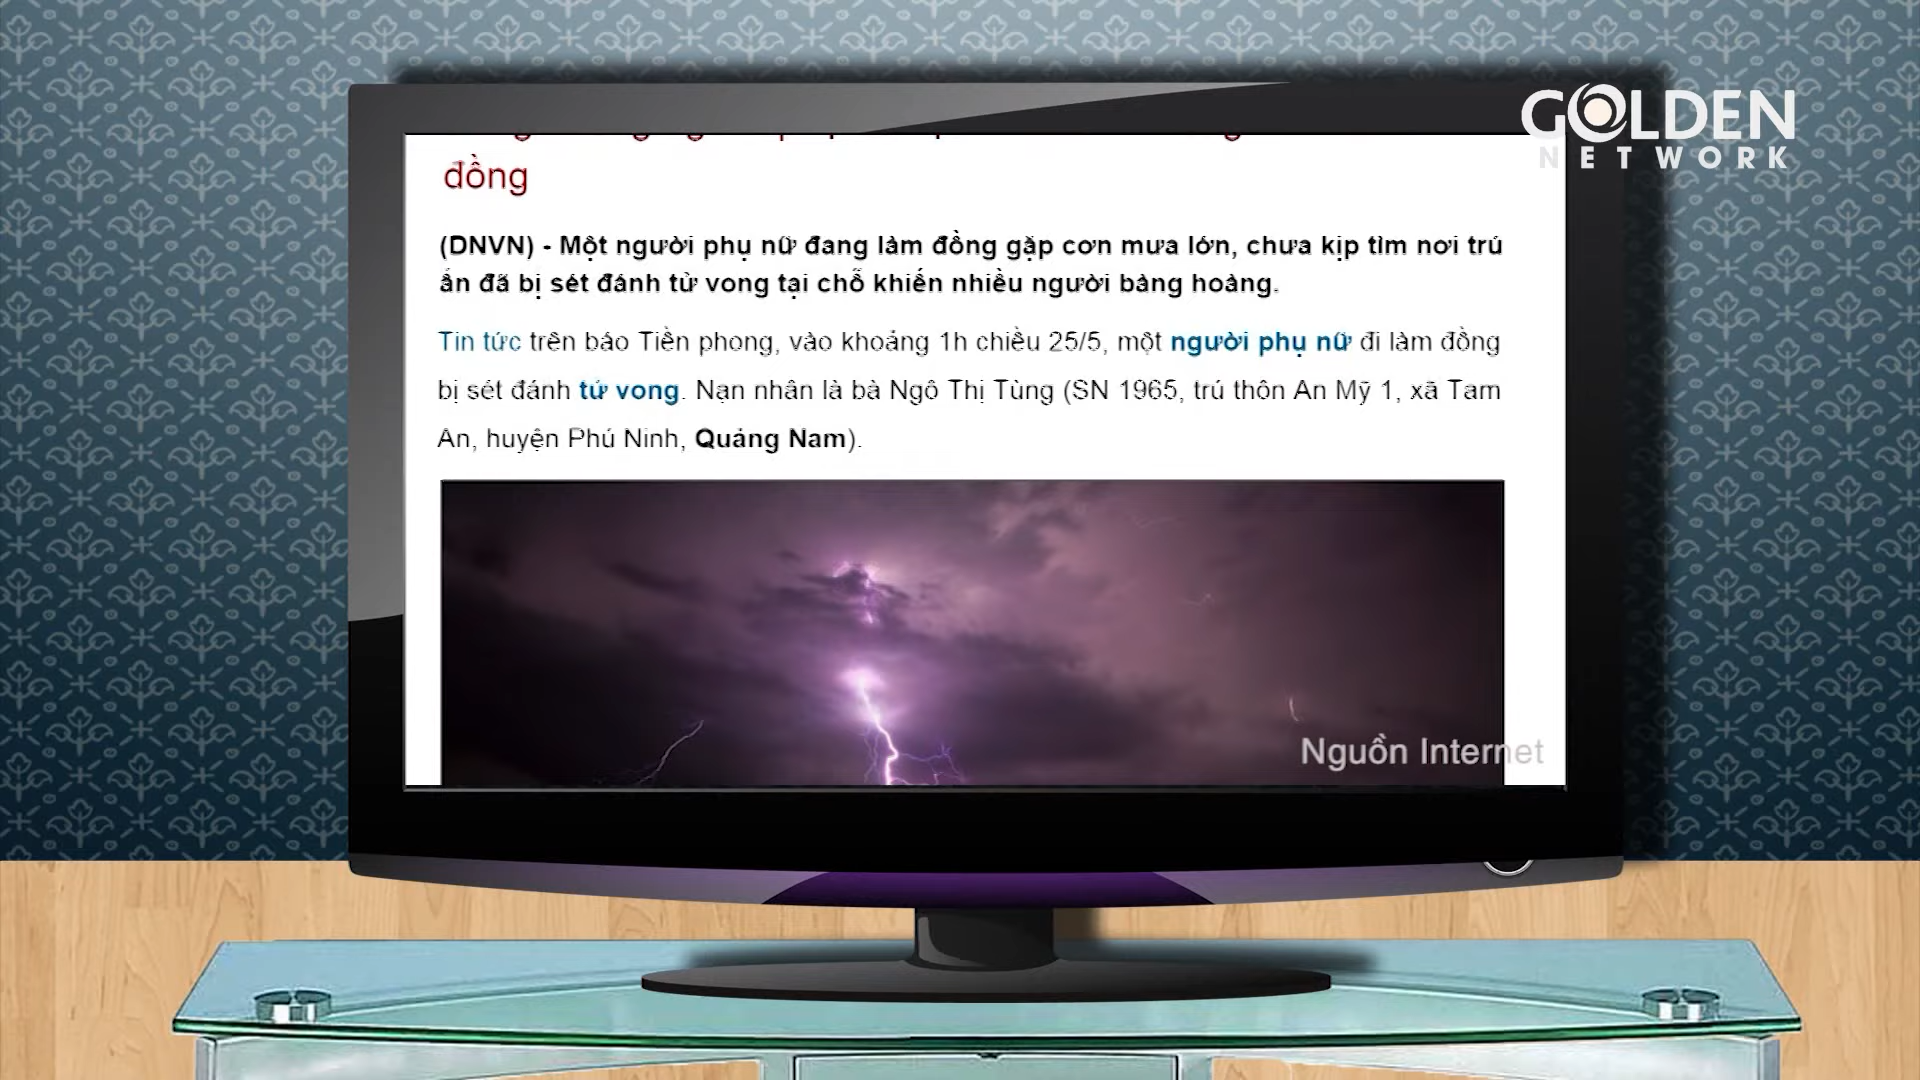 GOLDEN
NETWORK
đồng
(DNVN) - Một người phụ nữ đang làm đồng gặp cơn mưa lớn, chưa kịp tìm nơi trú
ẩn đã bị sét đánh tử vong tại chỗ khiến nhiều người bàng hoàng.
Tin tức trên báo Tiền phong, vào khoảng 1h chiều 25/5, một người phụ nữ đi làm đồng
bị sét đánh tử vong. Nạn nhân là bà Ngô Thị Tùng (SN 1965, trú thôn An Mỹ 1, xã Tam
An, huyện Phú Ninh, Quảng Nam).
Nguồn Internet